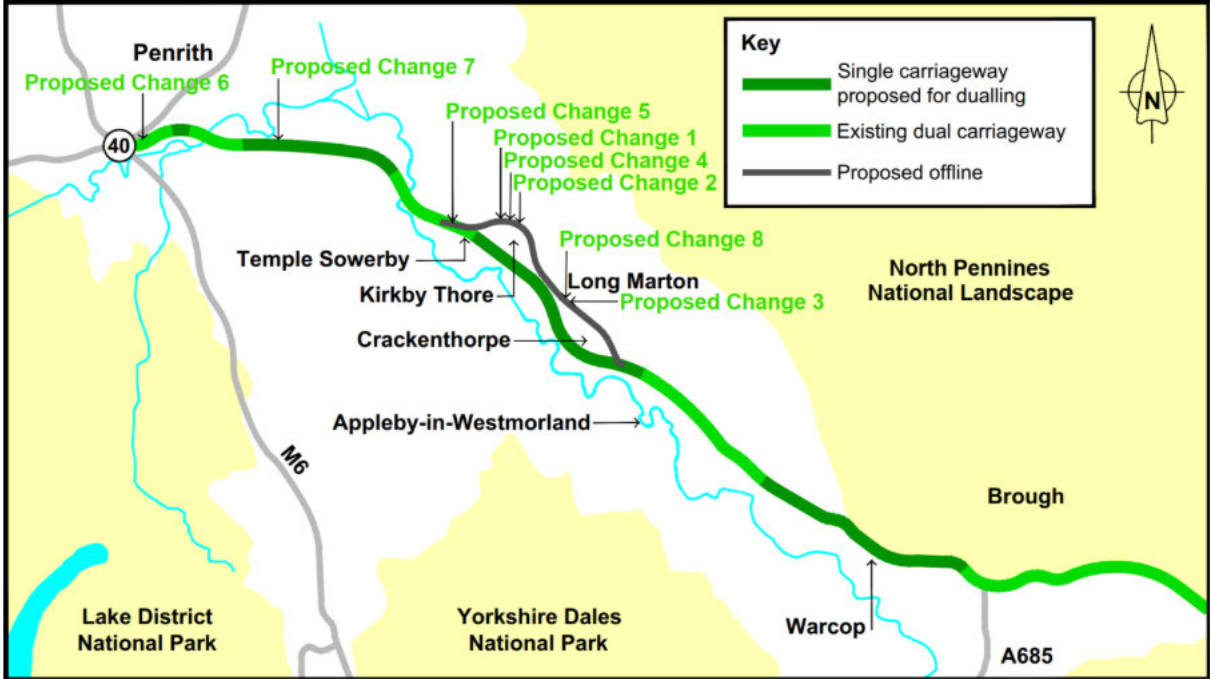 Penrith
Proposed Change 6
Proposed Change 7
Proposed Change 5
Proposed Change 1
Proposed Change 4
Proposed Change 2
Key
Single carriageway
proposed for dualling
Existing dual carriageway
Proposed offline
N
40
Temple Sowerby
Kirkby Thore
Crackenthorpe
Proposed Change 8
Long Marton
Proposed Change 3
North Pennines
National Landscape
Appleby-in-Westmorland
M6
Brough
Lake District
National Park
Yorkshire Dales
National Park
Warcop
A685